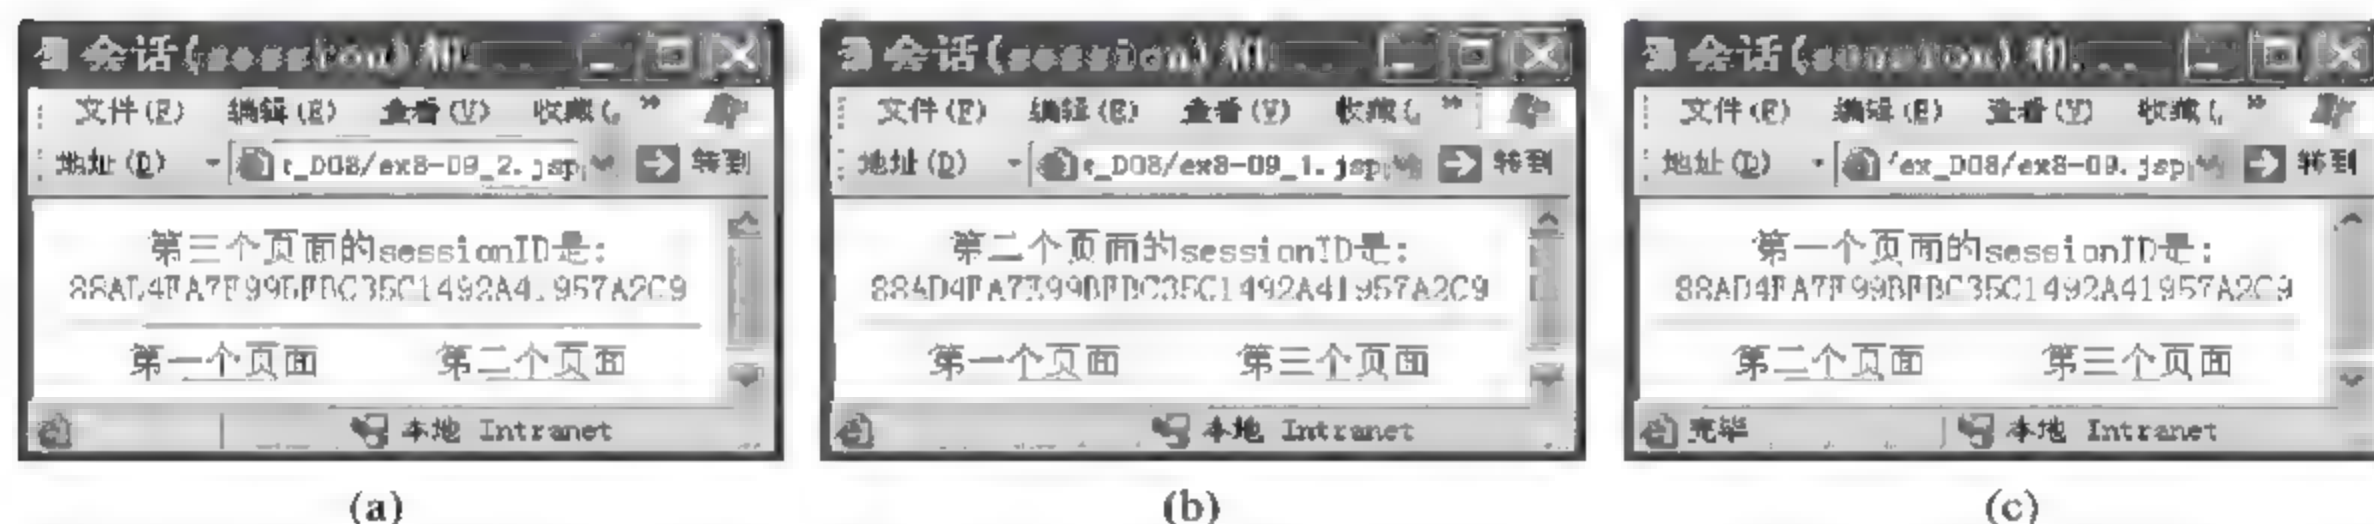 会话(session)
文件(F) 编辑(E) 查看(V) 收藏(
地址(D) t_D08/ex8-09_2.jsp 转到
第三个页面的sessionID是:
第一个页面 第二个页面
本地 Intranet
(a)
会话(session)
文件(F) 编辑(E) 查看(V) 收藏(
地址(D) t_D08/ex8-09_1.jsp 转到
第二个页面的sessionID是:
第一个页面 第三个页面
本地 Intranet
(b)
会话(session)
文件(F) 编辑(E) 查看(V) 收藏(
地址(D) /ex_D08/ex8-09.jsp 转到
第一个页面的sessionID是:
88AD4FA7F99BFBC35C1492A41957A2C9
第二个页面 第三个页面
完毕 本地 Intranet
(c)